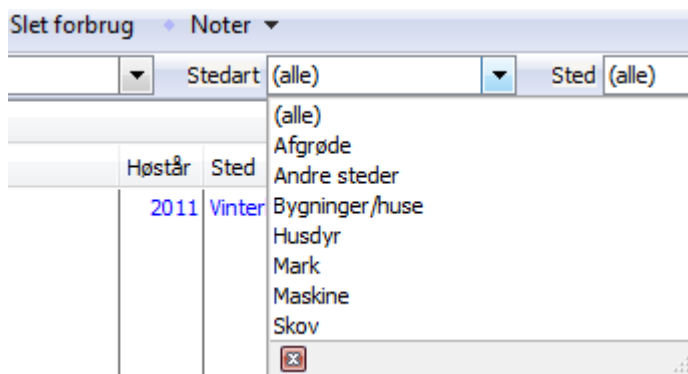 Slet forbrug Noter
Stedart (alle) Sted (alle)
(alle)
Afgrøde
Høstår Sted Andre steder
2011 Vinter Bygninger/huse
Husdyr
Mark
Maskine
Skov